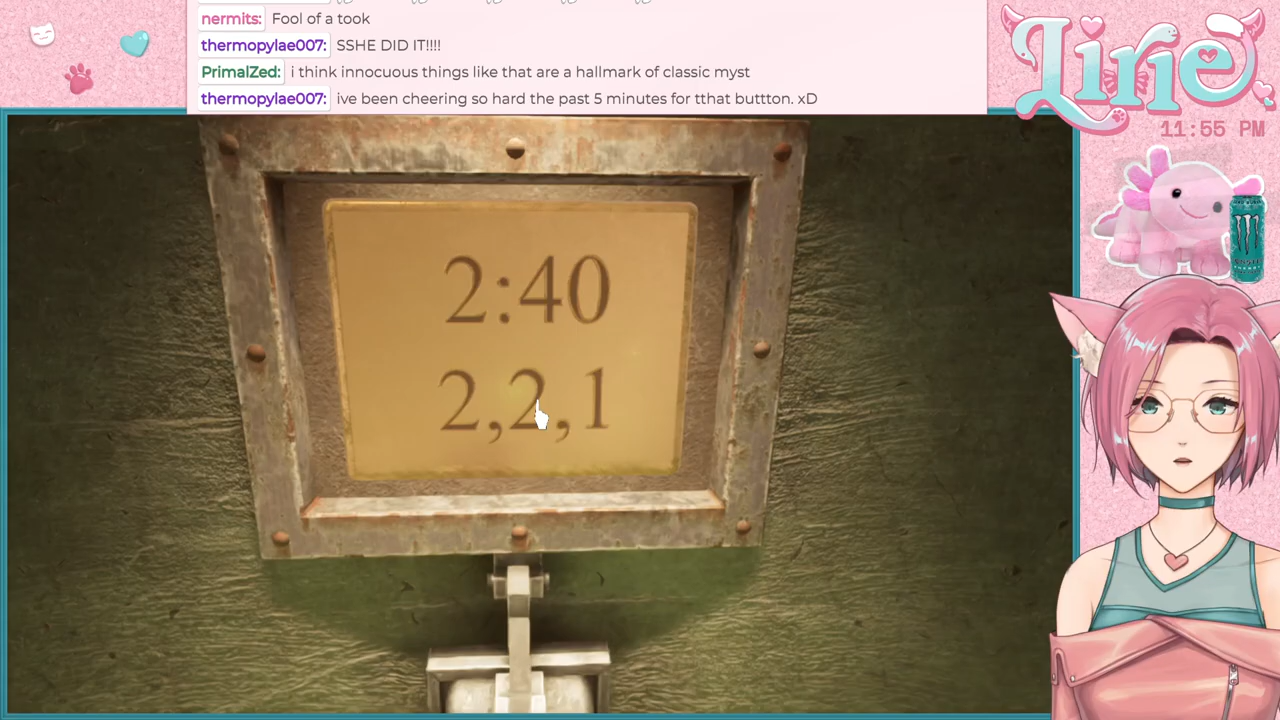 nermits: Fool of a took
thermopylae007: SSHE DID IT!!!!
PrimalZed: i think innocuous things like that are a hallmark of classic myst
thermopylae007: ive been cheering so hard the past 5 minutes for tthat buttton. xD
Lirie
11:55 PM
2:40
2,2,1